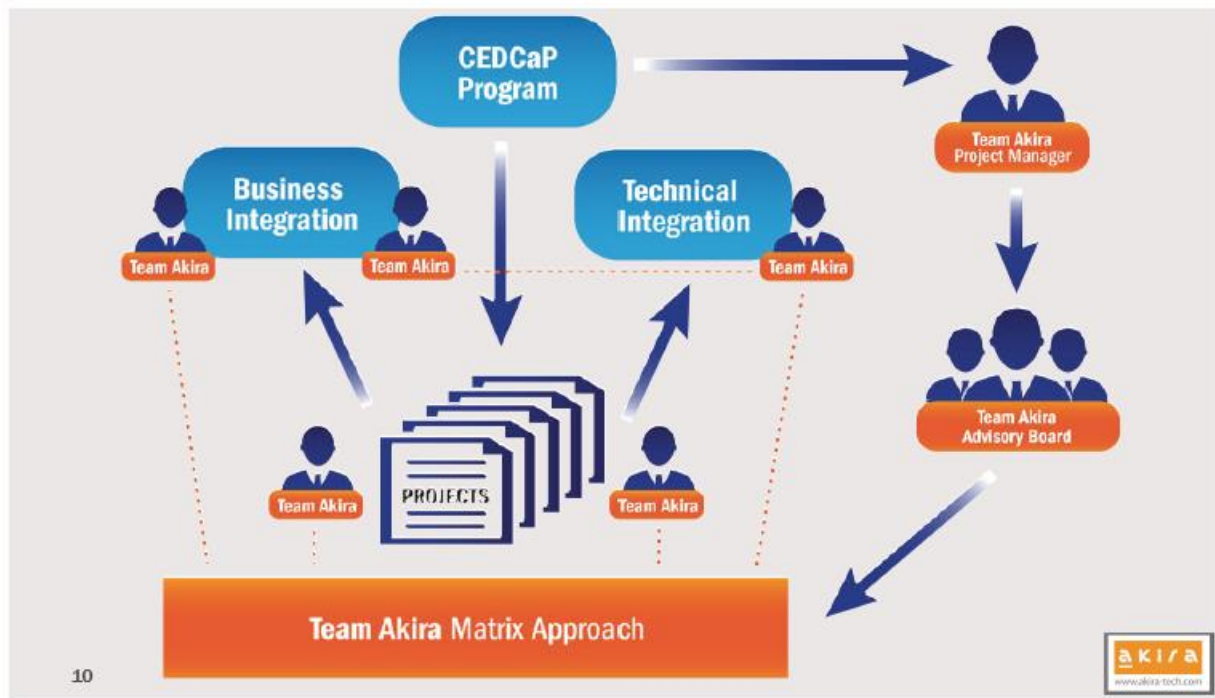 CEDCaP
Program
Team Akira
Project Manager
Business
Integration
Technical
Integration
Team Akira
Team Akira
Team Akira
Team Akira
Advisory Board
PROJECTS
Team Akira
Team Akira
Team Akira Matrix Approach
10
akira
www.akira-tech.com